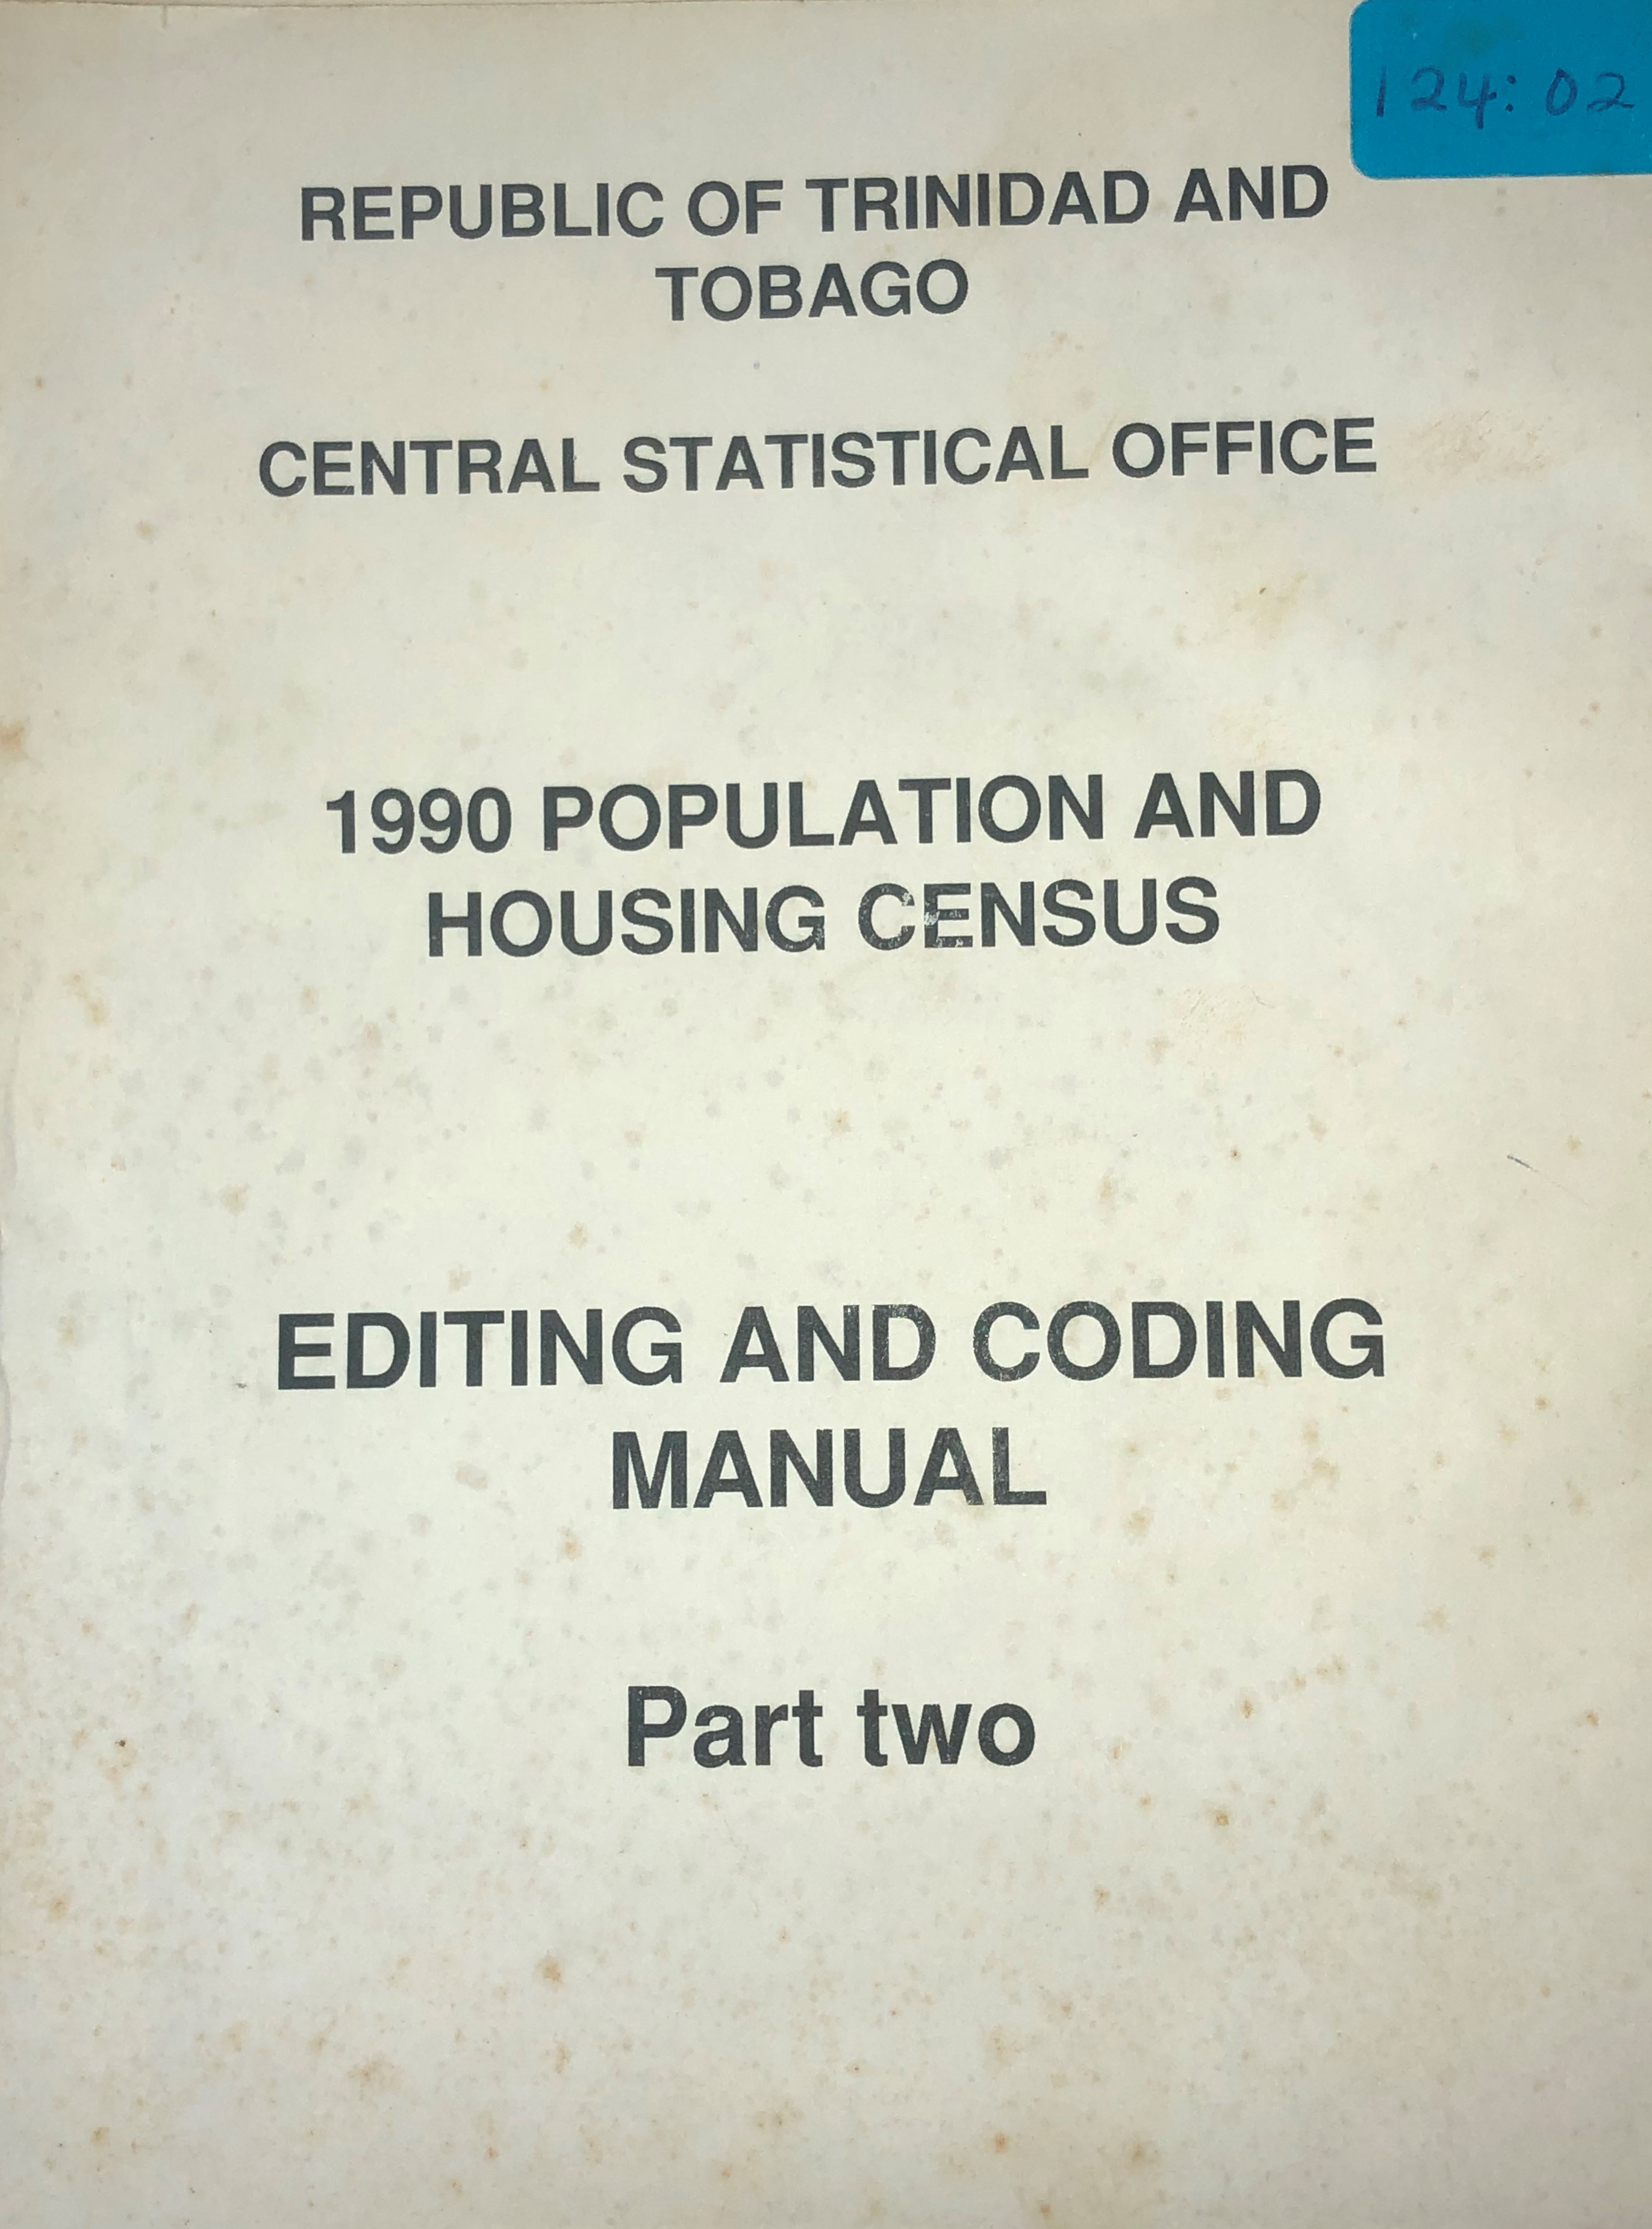 124: 02
REPUBLIC OF TRINIDAD AND
TOBAGO
CENTRAL STATISTICAL OFFICE
1990 POPULATION AND
HOUSING CENSUS
EDITING AND CODING
MANUAL
Part two